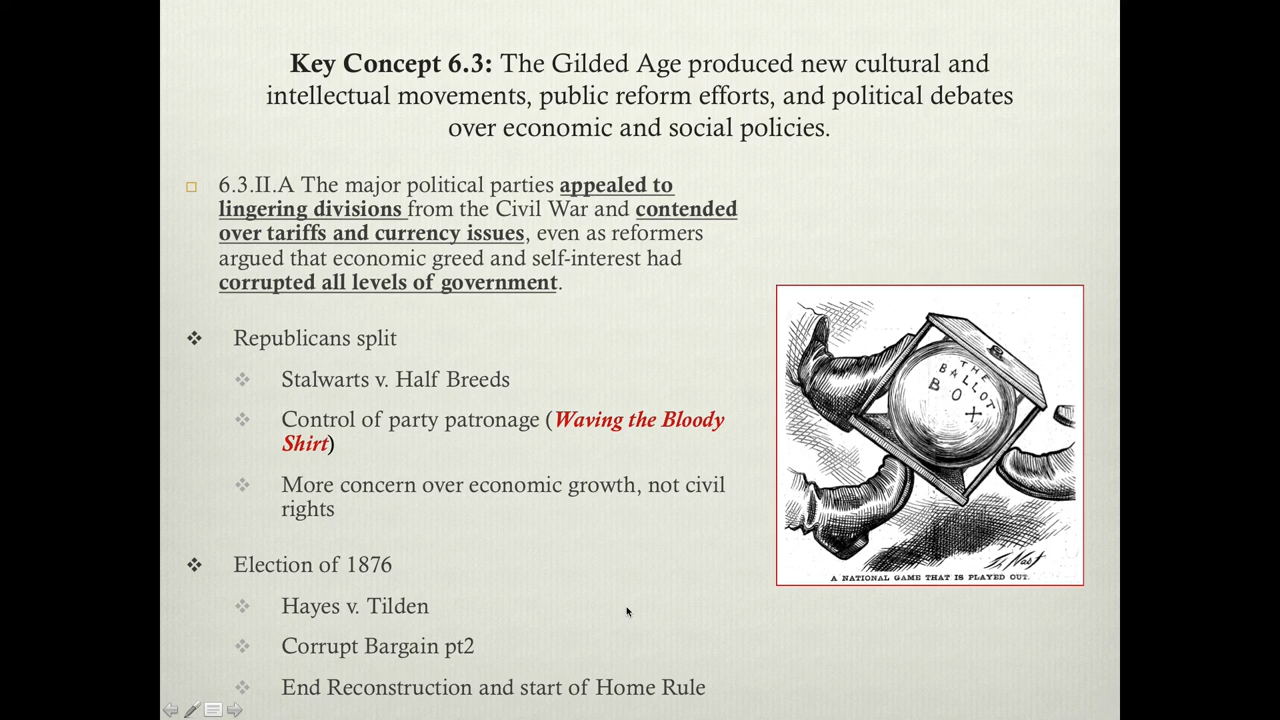 Key Concept 6.3: The Gilded Age produced new cultural and
intellectual movements, public reform efforts, and political debates
over economic and social policies.
6.3.II.A The major political parties appealed to
lingering divisions from the Civil War and contended
over tariffs and currency issues, even as reformers
argued that economic greed and self-interest had
corrupted all levels of government.
Republicans split
Stalwarts v. Half Breeds
Control of party patronage (Waving the Bloody
Shirt)
More concern over economic growth, not civil
rights
Election of 1876
Hayes v. Tilden
Corrupt Bargain pt2
End Reconstruction and start of Home Rule
THE
BALLOT
BOX
Th. Nast
A NATIONAL GAME THAT IS PLAYED OUT.